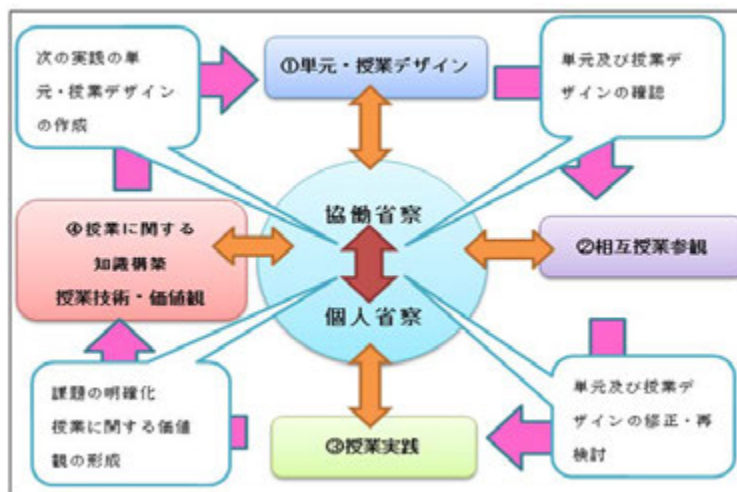 次の実践の単
元・授業デザイン
の作成
①単元・授業デザイン
単元及び授業デ
ザインの確認
協働省察
個人省察
④授業に関する
知識構築
授業技術・価値観
②相互授業参観
課題の明確化
授業に関する価値
観の形成
③授業実践
単元及び授業デ
ザインの修正・再
検討